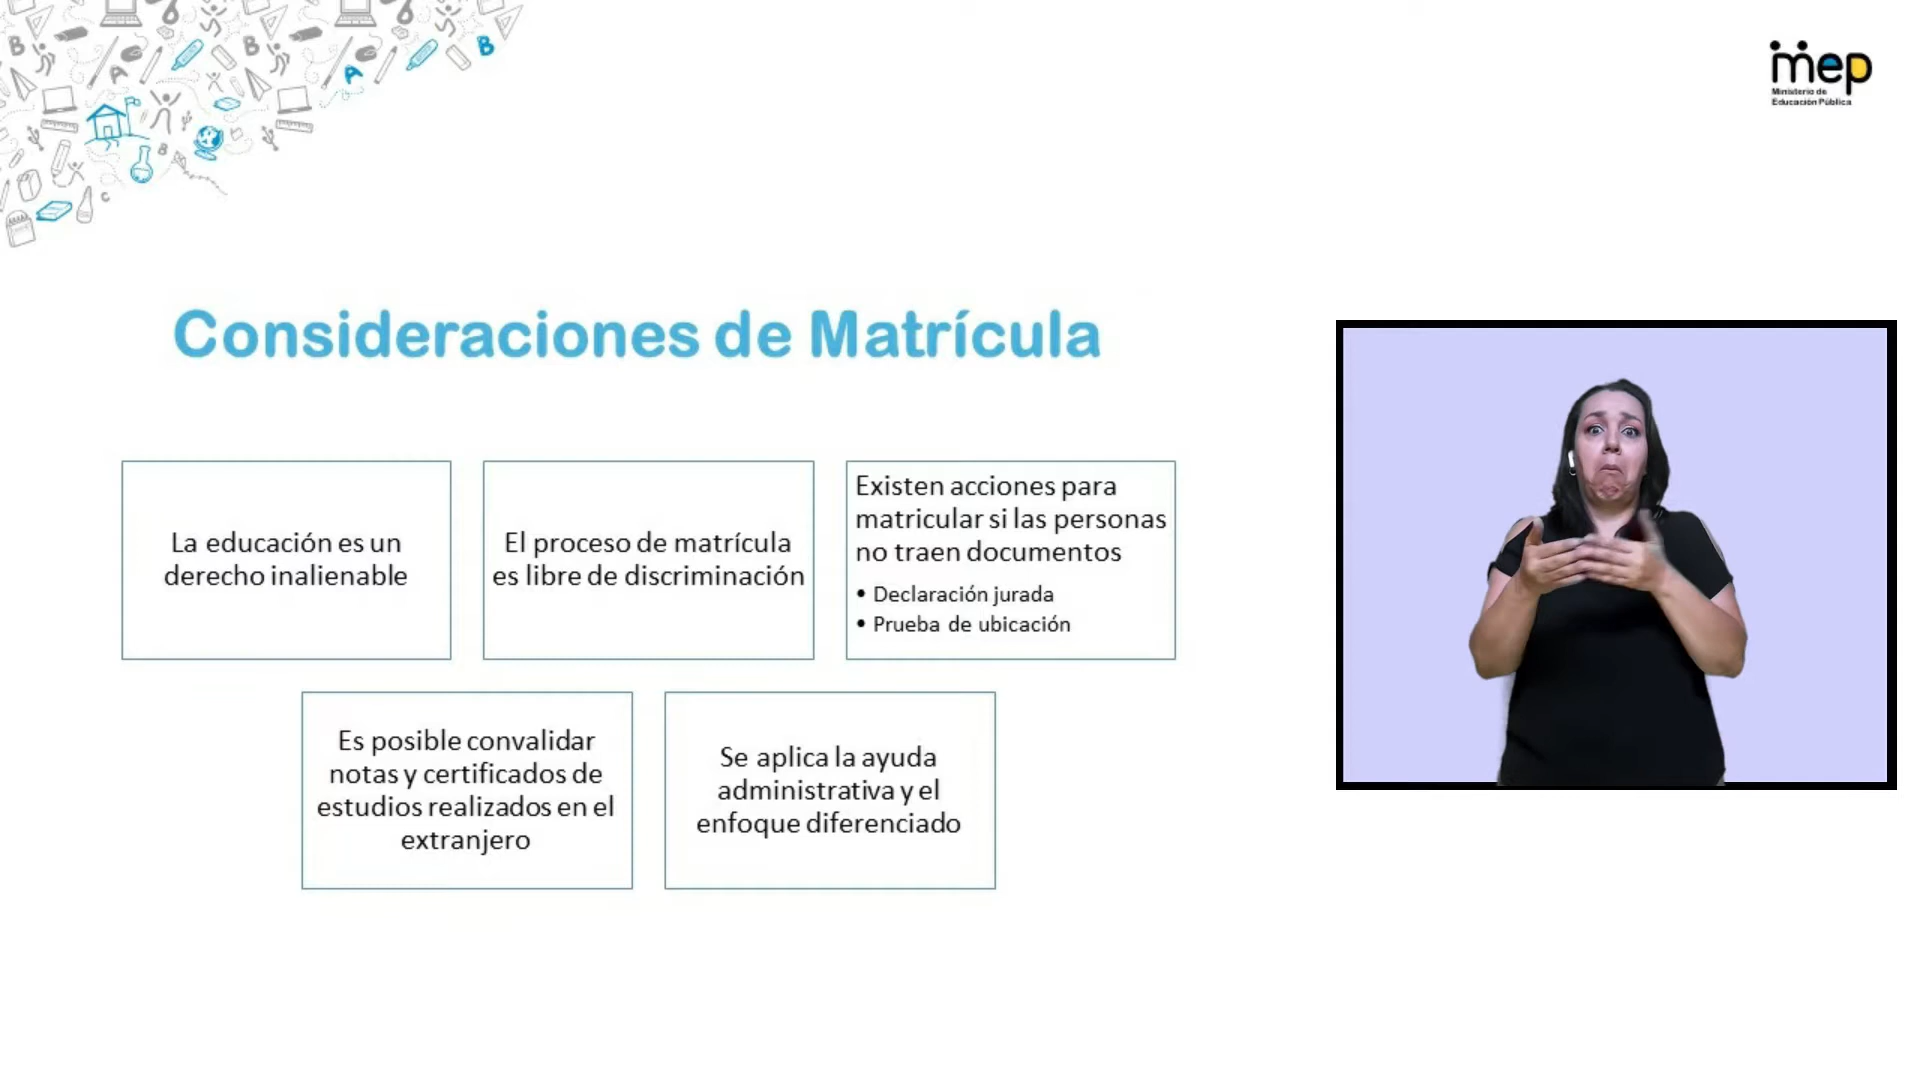 mep
Ministerio de
Educación Pública
Consideraciones de Matrícula
La educación es un
derecho inalienable
El proceso de matrícula
es libre de discriminación
Existen acciones para
matricular si las personas
no traen documentos
• Declaración jurada
• Prueba de ubicación
Es posible convalidar
notas y certificados de
estudios realizados en el
extranjero
Se aplica la ayuda
administrativa y el
enfoque diferenciado